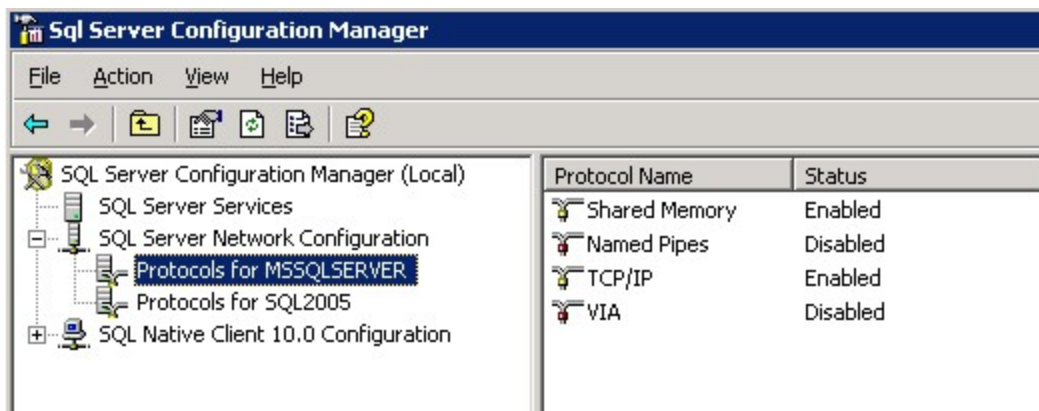 Sql Server Configuration Manager
File Action View Help
SQL Server Configuration Manager (Local)
SQL Server Services
SQL Server Network Configuration
Protocols for MSSQLSERVER
Protocols for SQL2005
SQL Native Client 10.0 Configuration
Protocol Name Status
Shared Memory Enabled
Named Pipes Disabled
TCP/IP Enabled
VIA Disabled